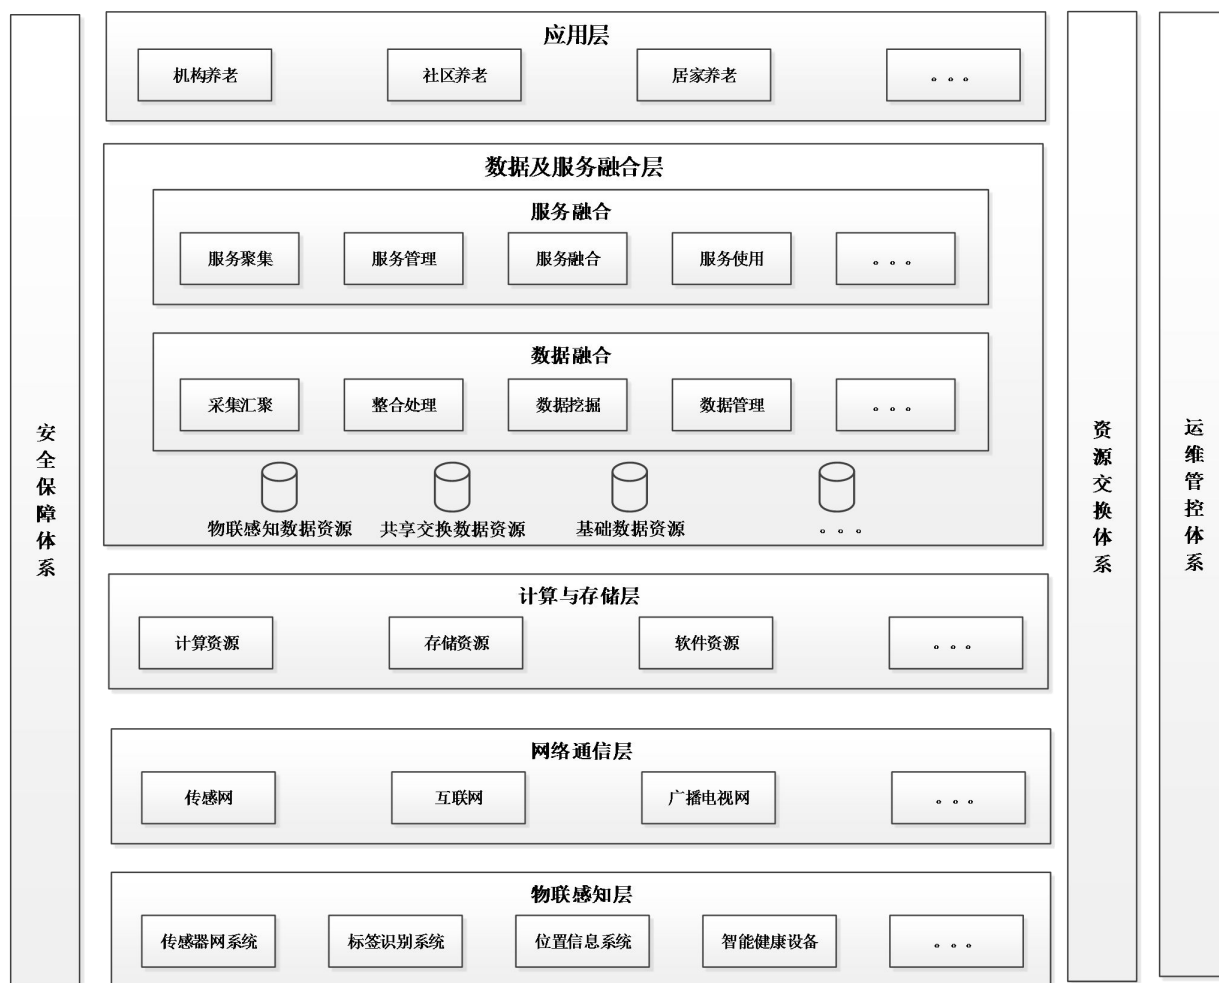 应用层
机构养老
社区养老
居家养老
。。。
数据及服务融合层
服务融合
服务聚集
服务管理
服务融合
服务使用
。。。
数据融合
采集汇聚
整合处理
数据挖掘
数据管理
。。。
物联感知数据资源
共享交换数据资源
基础数据资源
。。。
计算与存储层
计算资源
存储资源
软件资源
。。。
网络通信层
传感网
互联网
广播电视网
。。。
物联感知层
传感器网系统
标签识别系统
位置信息系统
智能健康设备
。。。
安全保障体系
资源交换体系
运维管控体系